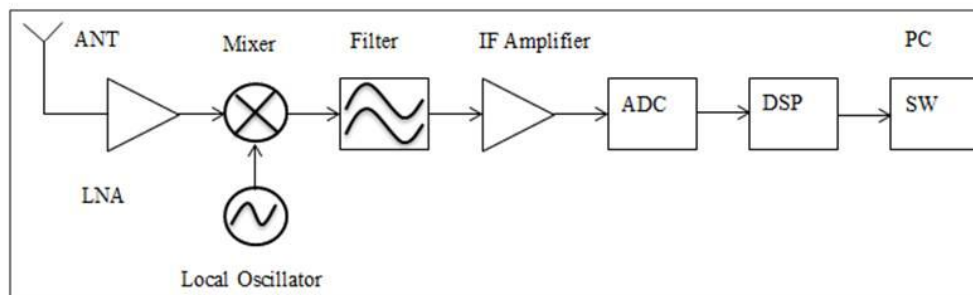 ANT
Mixer
Filter
IF Amplifier
PC
ADC
DSP
SW
LNA
Local Oscillator